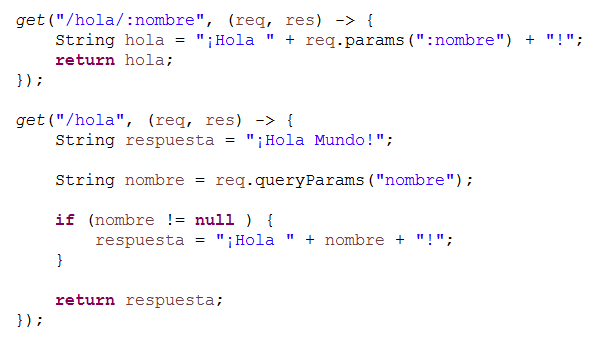 get("/hola/:nombre", (req, res) -> {
    String hola = "¡Hola " + req.params(":nombre") + "!";
    return hola;
});

get("/hola", (req, res) -> {
    String respuesta = "¡Hola Mundo!";

    String nombre = req.queryParams("nombre");

    if (nombre != null ) {
        respuesta = "¡Hola " + nombre + "!";
    }

    return respuesta;
});